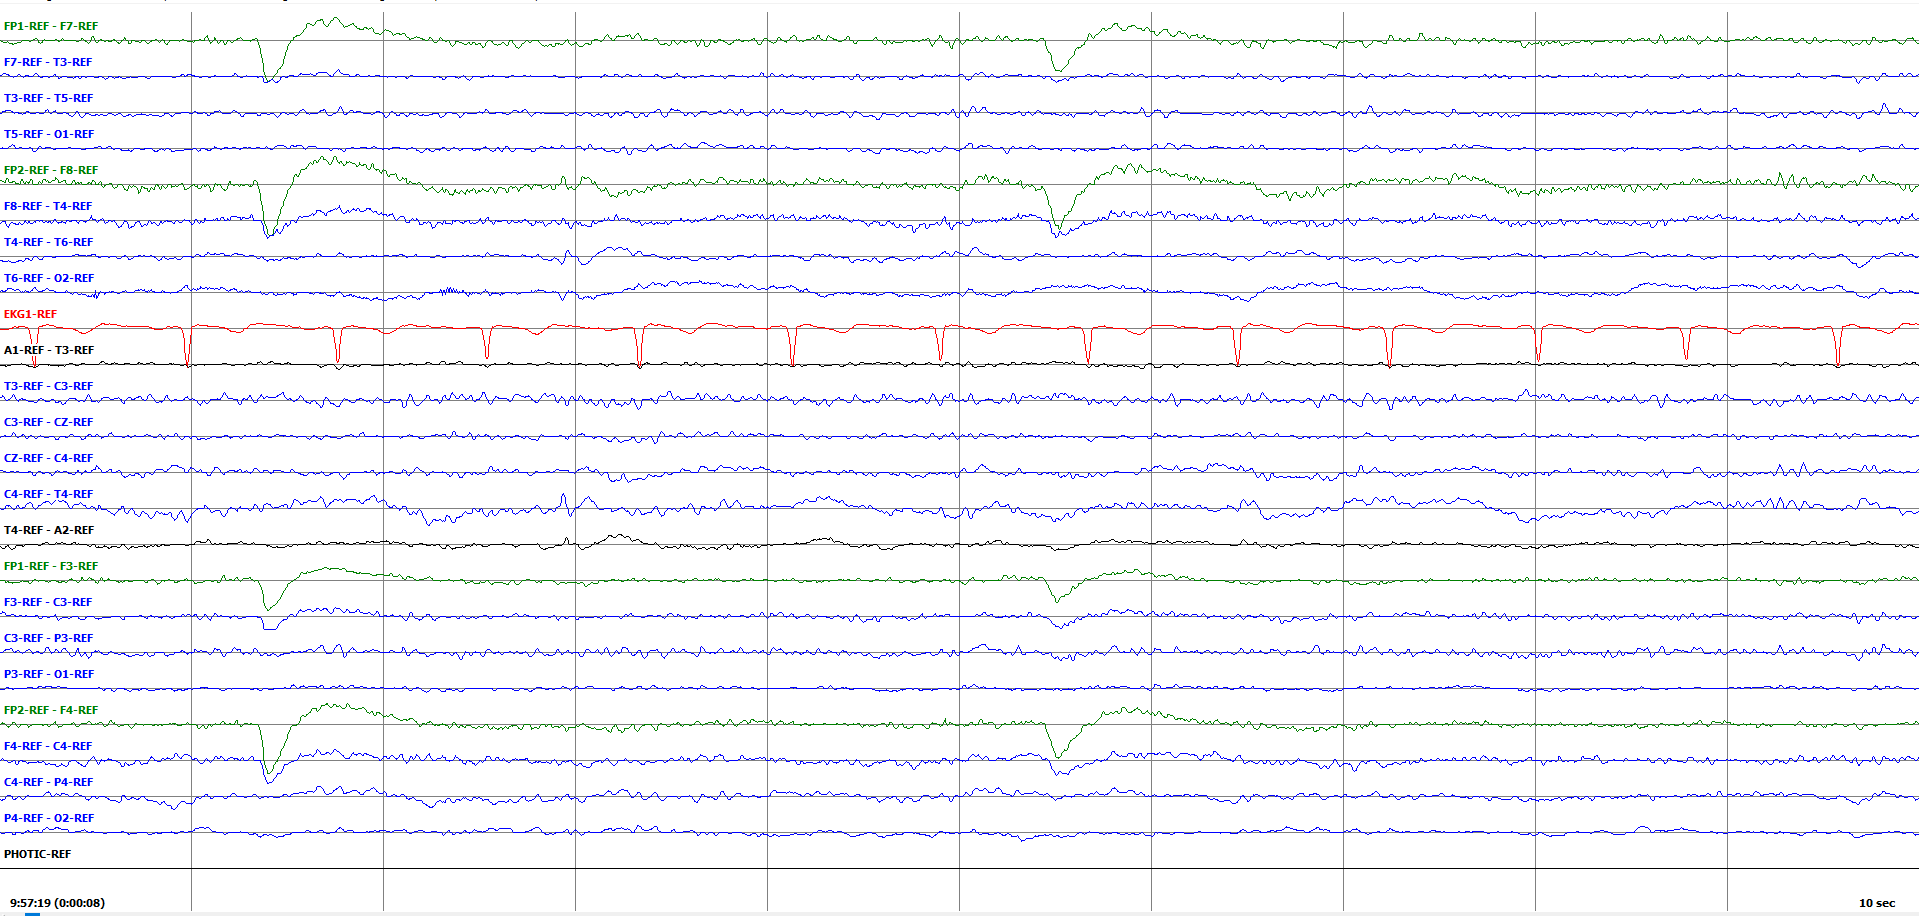 FP1-REF - F7-REF
F7-REF - T3-REF
T3-REF - T5-REF
T5-REF - O1-REF
FP2-REF - F8-REF
F8-REF - T4-REF
T4-REF - T6-REF
T6-REF - O2-REF
EKG1-REF
A1-REF - T3-REF
T3-REF - C3-REF
C3-REF - CZ-REF
CZ-REF - C4-REF
C4-REF - T4-REF
T4-REF - A2-REF
FP1-REF - F3-REF
F3-REF - C3-REF
C3-REF - P3-REF
P3-REF - O1-REF
FP2-REF - F4-REF
F4-REF - C4-REF
C4-REF - P4-REF
P4-REF - O2-REF
PHOTIC-REF
9:57:19 (0:00:08) 10 sec